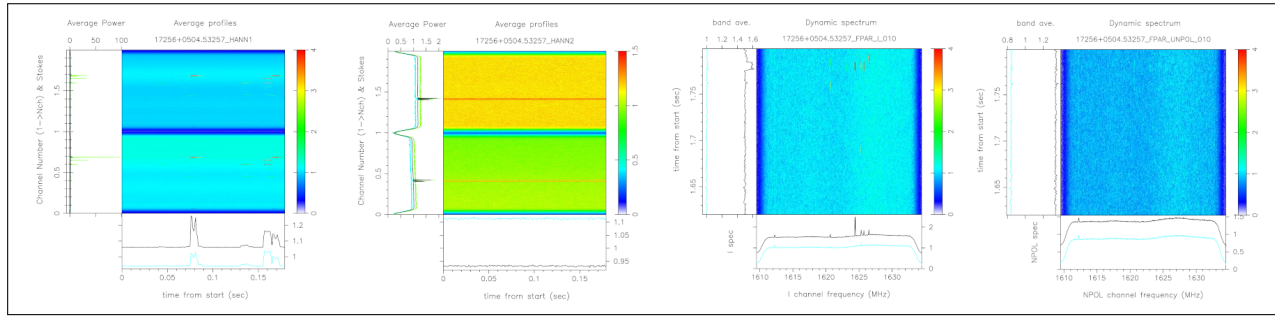 Average Power
Average profiles
17256+0504.53257_HANN1
0 50 100
Channel Number (1->Nch) & Stokes
0 0.5 1 1.5
0 1 2 3 4
1 1.1 1.2
0 0.05 0.1 0.15
time from start (sec)
Average Power
Average profiles
17256+0504.53257_HANN2
0 0.5 1 1.5 2
Channel Number (1->Nch) & Stokes
0 0.5 1 1.5
0 0.5 1 1.5
0.95 1 1.05 1.1
0 0.05 0.1 0.15
time from start (sec)
band ave.
Dynamic spectrum
17256+0504.53257_FPAR_I_010
1 1.2 1.4 1.6
time from start (sec)
1.65 1.7 1.75
0 1 2 3 4
I spec
0 1 2
1610 1620 1630
I channel frequency (MHz)
band ave.
Dynamic spectrum
17256+0504.53257_FPAR_UNPOL_010
0.8 1 1.2
time from start (sec)
1.65 1.7 1.75
0 1 2 3 4
NPOL spec
0 0.5 1 1.5
1610 1620 1630
NPOL channel frequency (MHz)